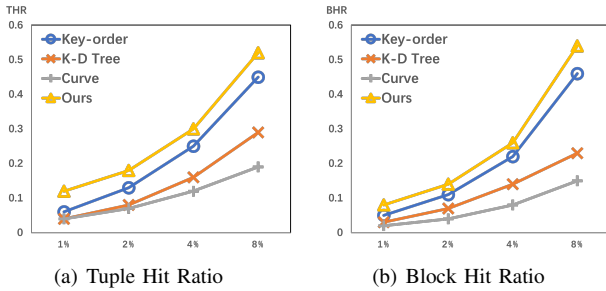 THR
0.6
0.5
0.4
0.3
0.2
0.1
0
Key-order
K-D Tree
Curve
Ours
1%
2%
4%
8%
(a) Tuple Hit Ratio
BHR
0.6
0.5
0.4
0.3
0.2
0.1
0
Key-order
K-D Tree
Curve
Ours
1%
2%
4%
8%
(b) Block Hit Ratio